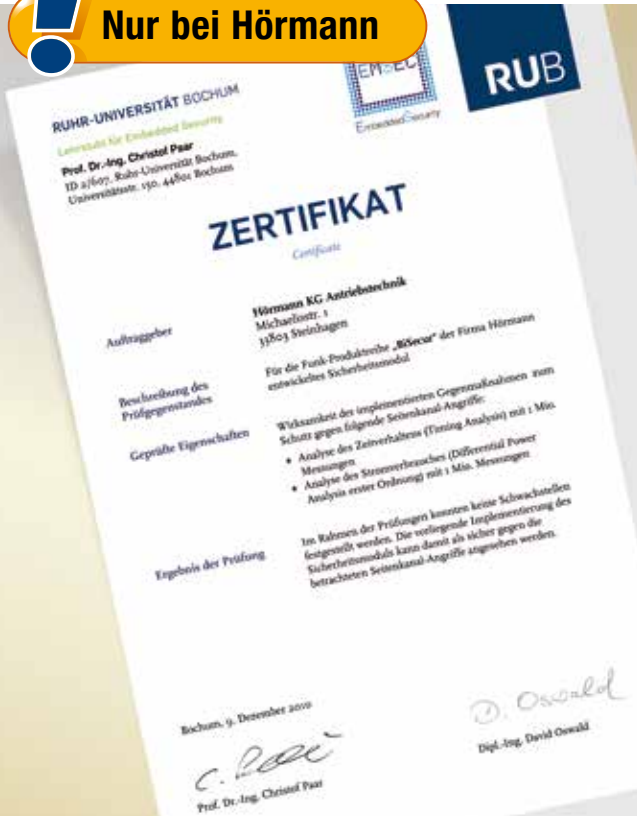 Nur bei Hörmann
RUHR-UNIVERSITÄT BOCHUM
Lehrstuhl für Embedded Security
Prof. Dr.-Ing. Christof Paar
ID 2/607, Ruhr-Universität Bochum,
Universitätsstr. 150, 44801 Bochum
EMSEC
Embedded Security
RUB
ZERTIFIKAT
Certificate
Auftraggeber
Hörmann KG Antriebstechnik
Michaelisstr. 1
33803 Steinhagen
Beschreibung des
Prüfgegenstandes
Für die Funk-Produktreihe „BiSecur" der Firma Hörmann
entwickeltes Sicherheitsmodul
Geprüfte Eigenschaften
Wirksamkeit der implementierten Gegenmaßnahmen zum
Schutz gegen folgende Seitenkanal-Angriffe:
• Analyse des Zeitverhaltens (Timing Analysis) mit 1 Mio.
Messungen
• Analyse des Stromverbrauches (Differential Power
Analysis erster Ordnung) mit 1 Mio. Messungen
Ergebnis der Prüfung
Im Rahmen der Prüfungen konnten keine Schwachstellen
festgestellt werden. Die vorliegende Implementierung des
Sicherheitsmoduls kann damit als sicher gegen die
betrachteten Seitenkanal-Angriffe angesehen werden.
Bochum, 9. Dezember 2010
C. Paar
Prof. Dr.-Ing. Christof Paar
D. Oswald
Dipl.-Ing. David Oswald